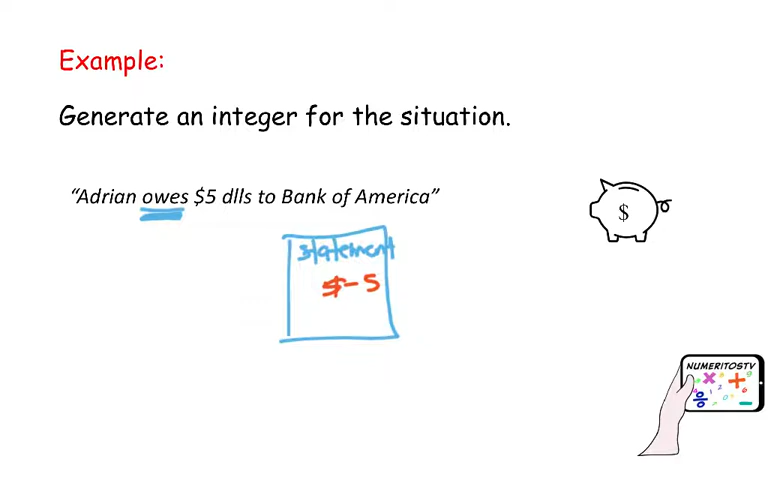 Example:
Generate an integer for the situation.
“Adrian owes $5 dlls to Bank of America”
statement
$-5
$
NUMERITOSTV